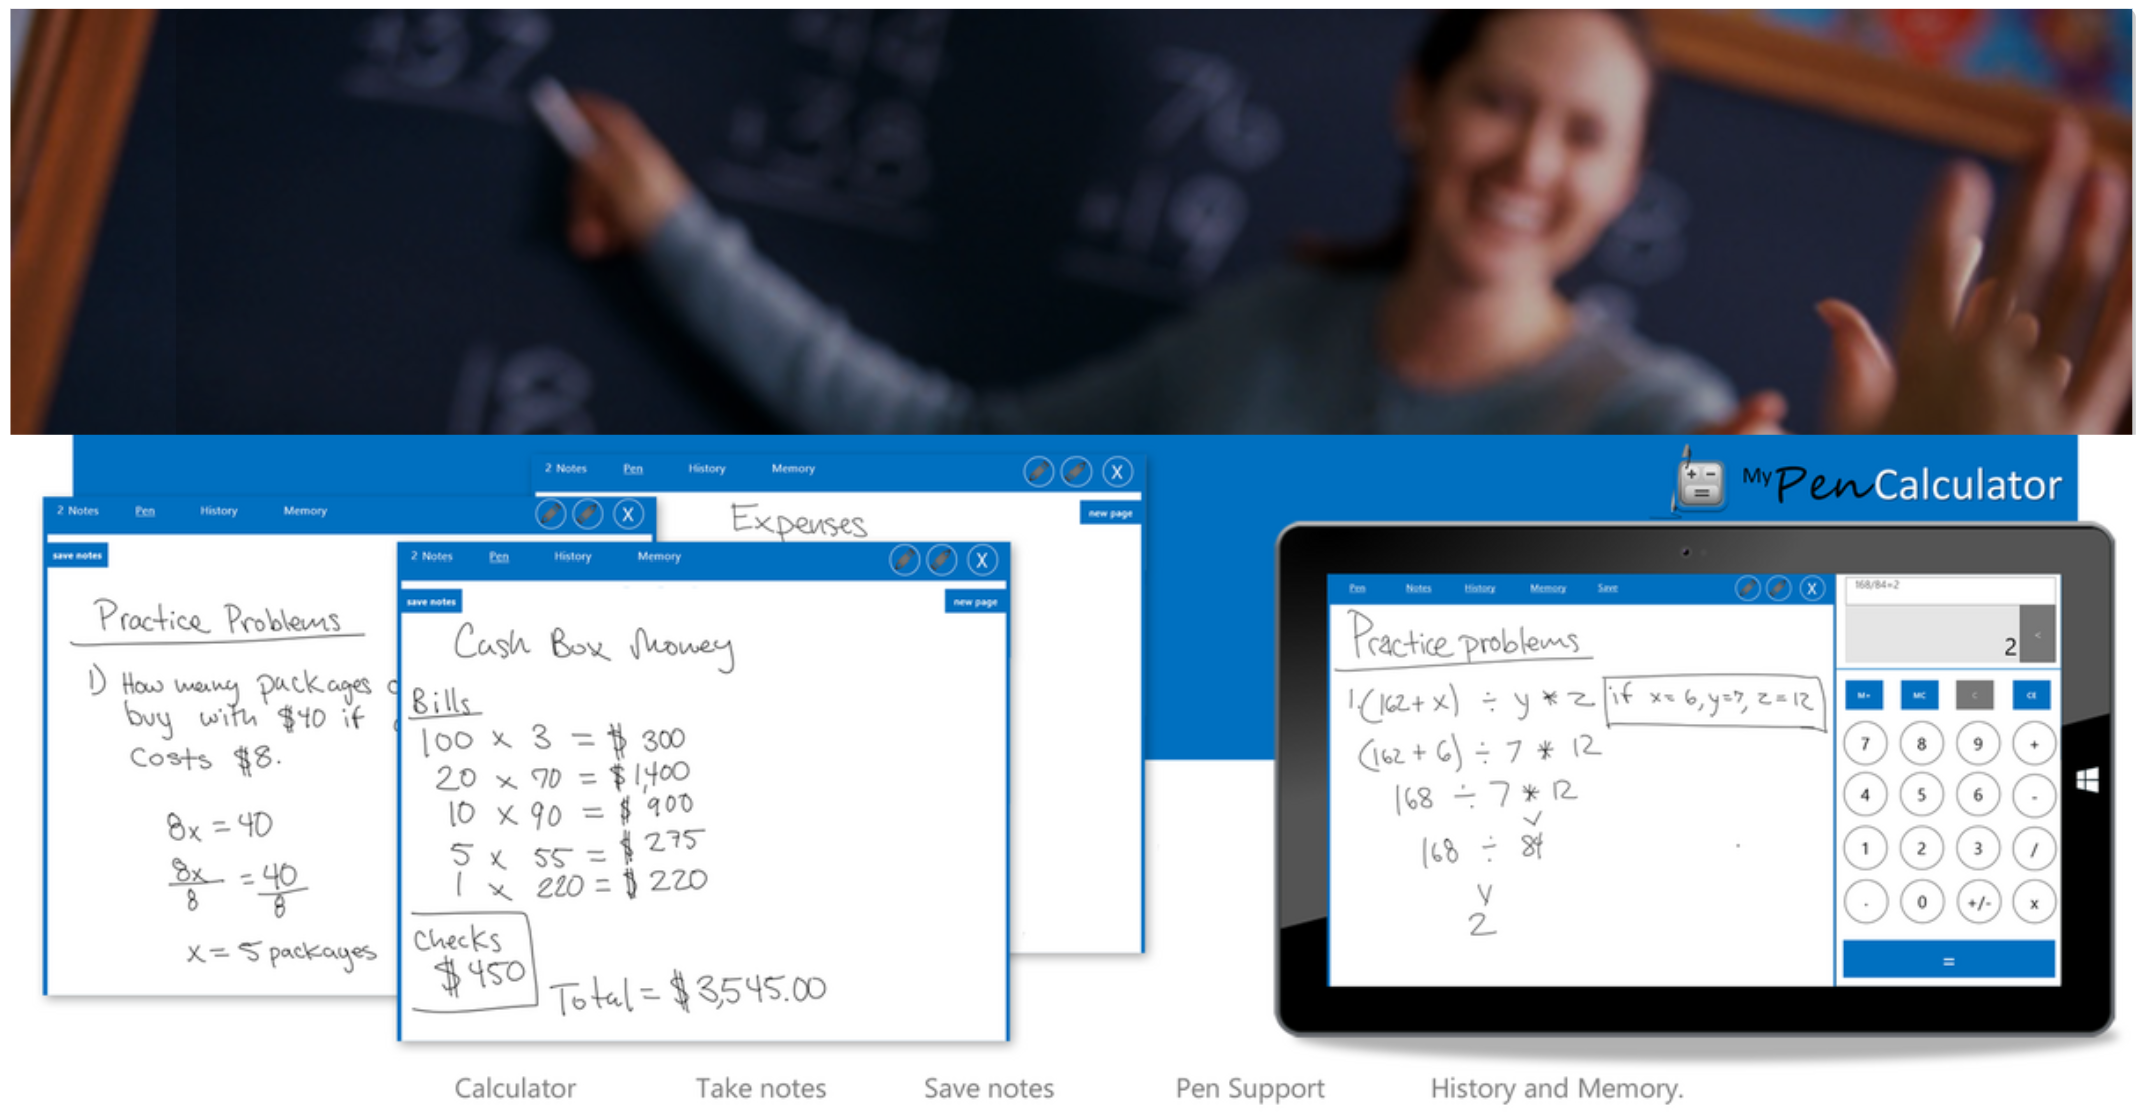 37
38
76
19
18
My Pen Calculator
2 Notes Pen History Memory X
new page
Expenses
2 Notes Pen History Memory X
save notes
Practice Problems
1) How many packages
buy with $40 if
costs $8.
8x = 40
8x/8 = 40/8
x = 5 packages
2 Notes Pen History Memory X
save notes new page
Cash Box Money
Bills
100 x 3 = $ 300
20 x 70 = $1,400
10 x 90 = $ 900
5 x 55 = $ 275
1 x 220 = $ 220
Checks
$450
Total = $3,545.00
Pen Notes History Memory Save X
Practice problems
1. (162+x) ÷ y * z if x=6, y=7, z=12
(162+6) ÷ 7 * 12
168 ÷ 7 * 12
168 ÷ 84
2
168/84=2
2 <
M+ MC C CE
7 8 9 +
4 5 6 -
1 2 3 /
. 0 +/- x
=
Calculator Take notes Save notes Pen Support History and Memory.